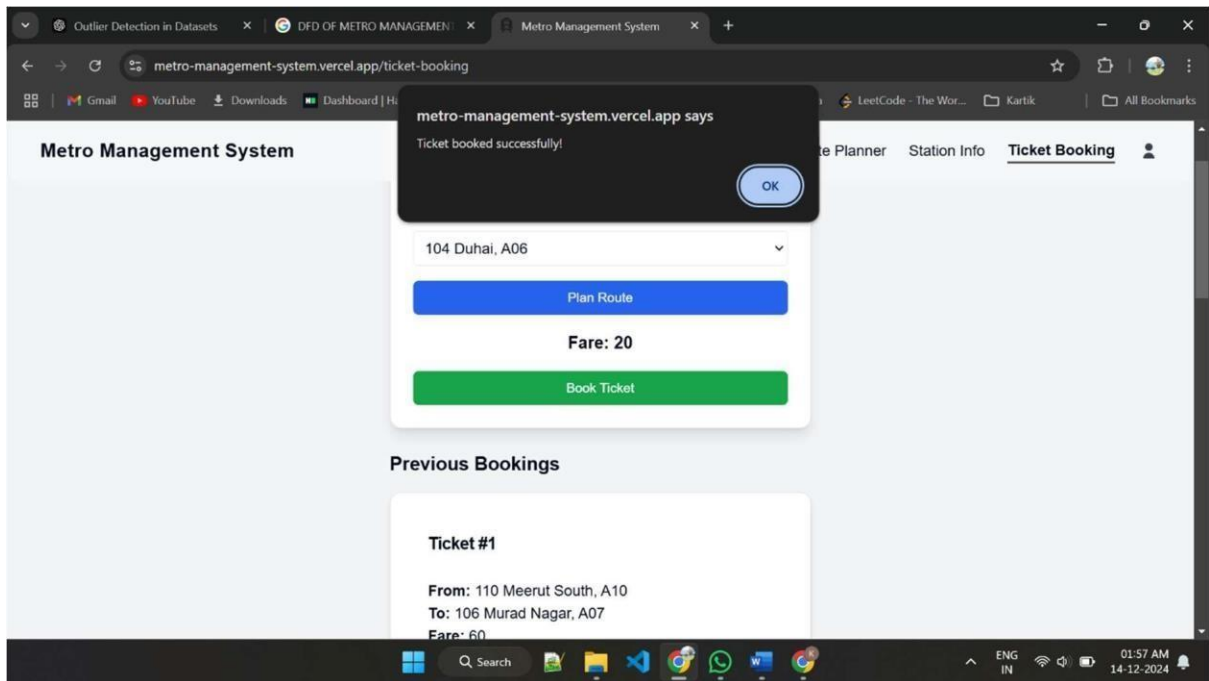 Outlier Detection in Datasets
DFD OF METRO MANAGEMENT
Metro Management System
metro-management-system.vercel.app/ticket-booking
Gmail YouTube Downloads Dashboard | Ha LeetCode - The Wor... Kartik All Bookmarks
metro-management-system.vercel.app says
Ticket booked successfully!
OK
Metro Management System
Planner Station Info Ticket Booking
104 Duhai, A06
Plan Route
Fare: 20
Book Ticket
Previous Bookings
Ticket #1
From: 110 Meerut South, A10
To: 106 Murad Nagar, A07
Fare: 60
Search
ENG
IN
01:57 AM
14-12-2024